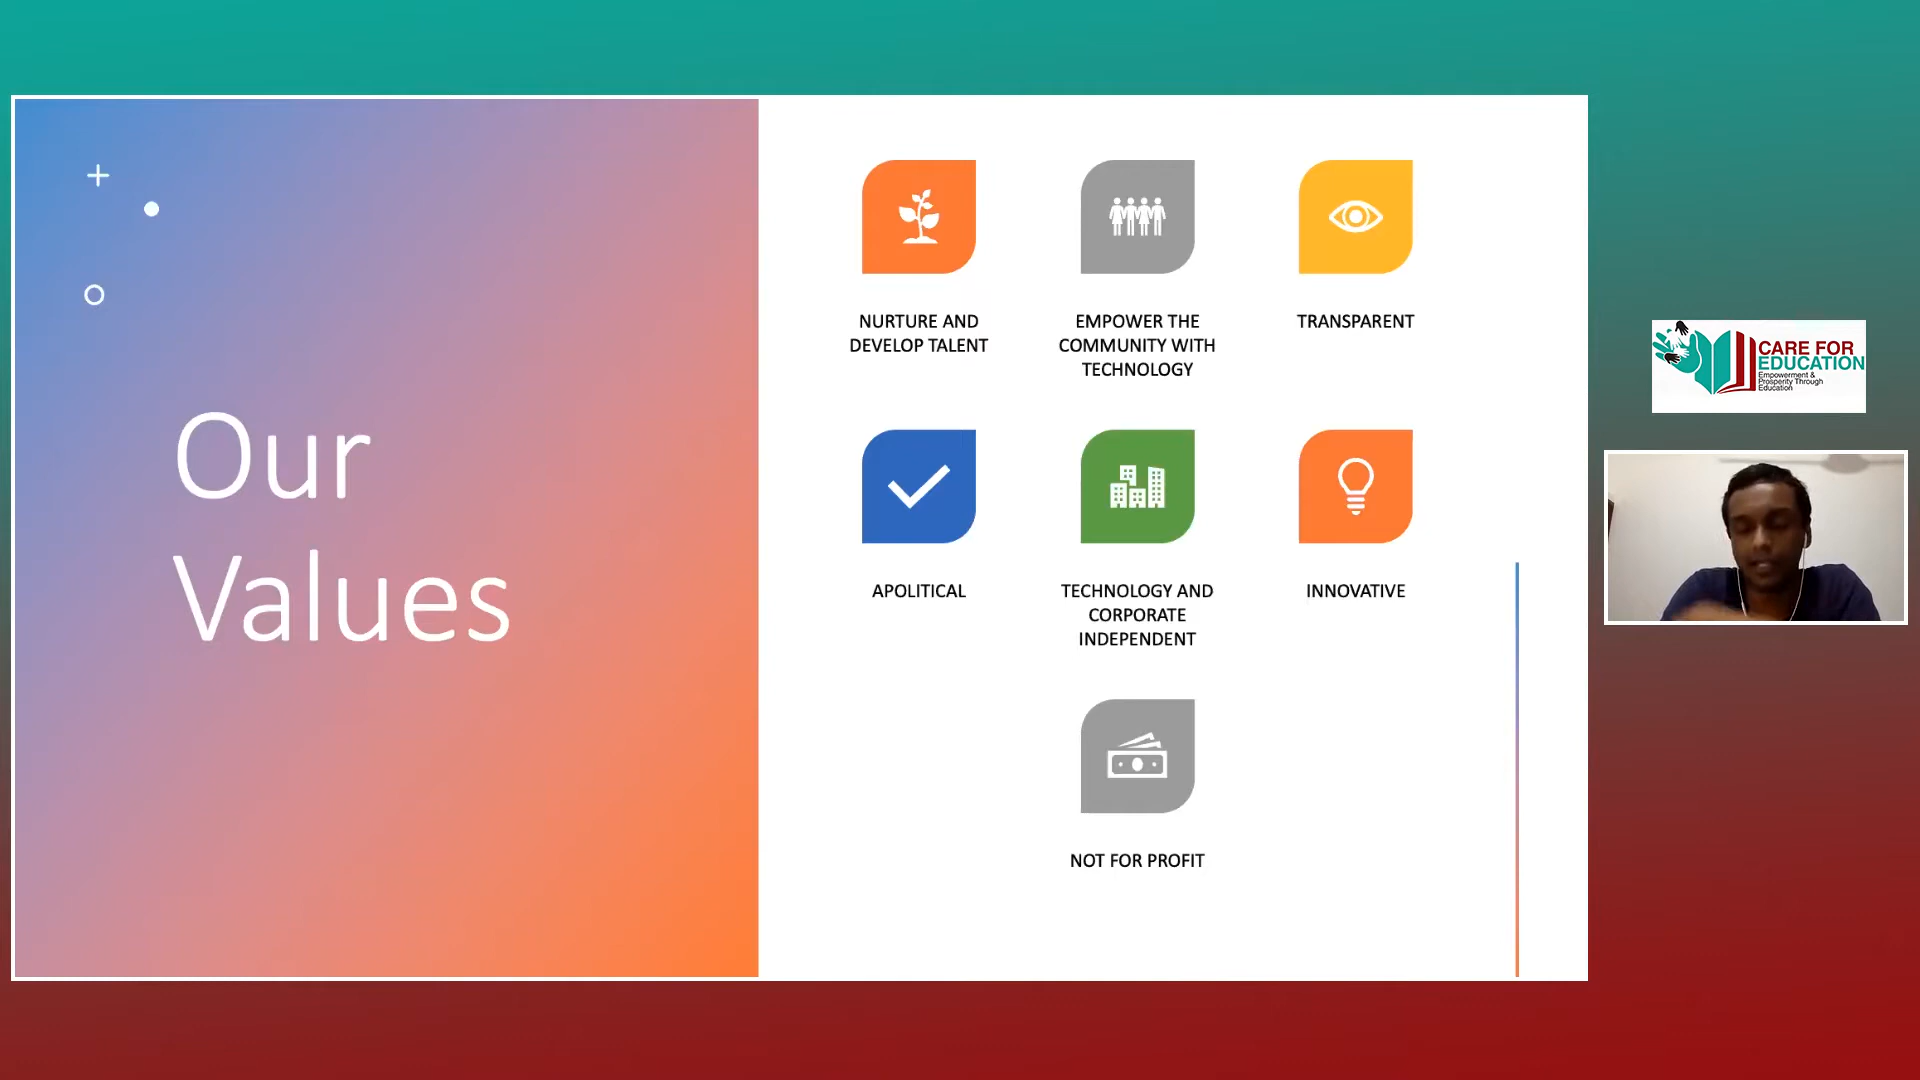 Our
Values
NURTURE AND
DEVELOP TALENT
EMPOWER THE
COMMUNITY WITH
TECHNOLOGY
TRANSPARENT
APOLITICAL
TECHNOLOGY AND
CORPORATE
INDEPENDENT
INNOVATIVE
NOT FOR PROFIT
CARE FOR
EDUCATION
Empowerment &
Prosperity Through
Education